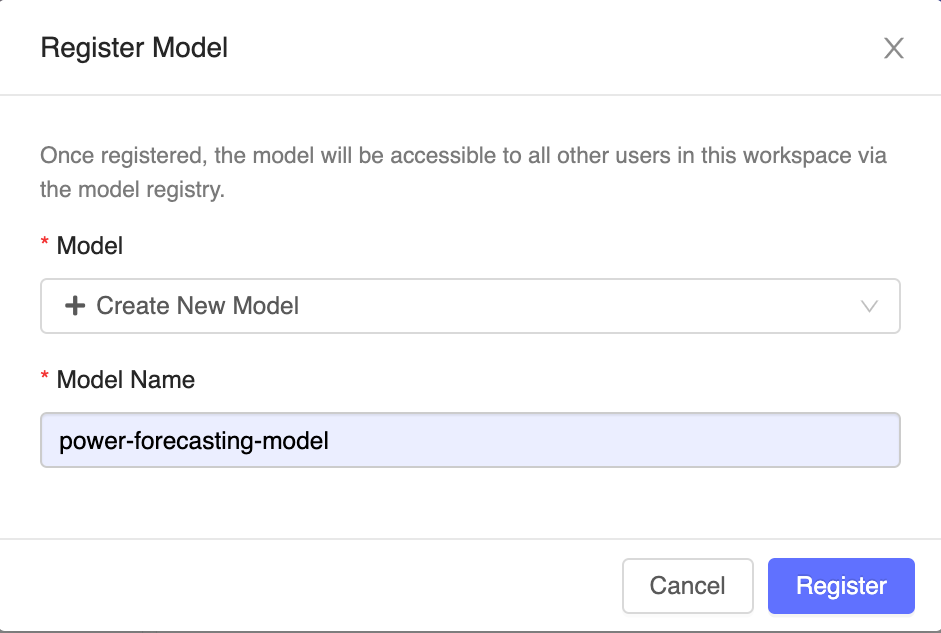 Register Model
Once registered, the model will be accessible to all other users in this workspace via
the model registry.
* Model
+ Create New Model
* Model Name
power-forecasting-model
Cancel Register